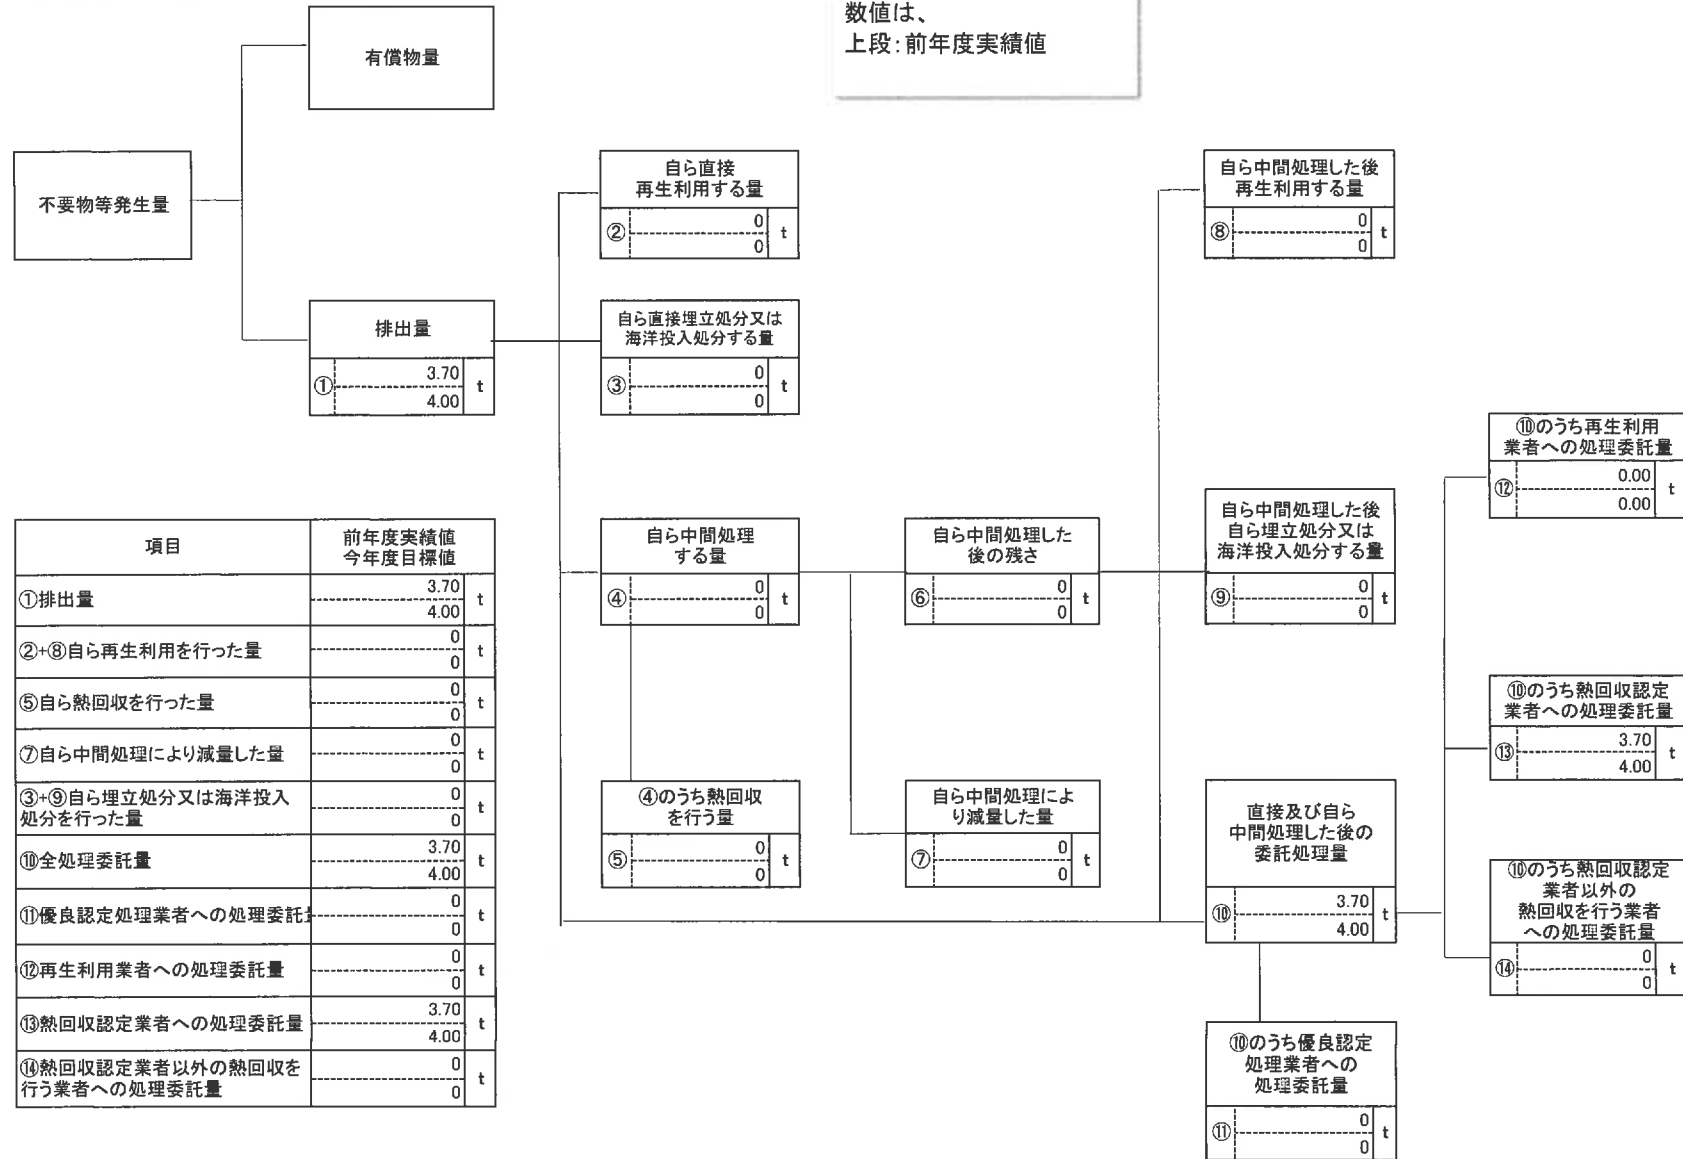 数値は、
上段:前年度実績値
有償物量
不要物等発生量
排出量
① 3.70 t
4.00
自ら直接
再生利用する量
② 0 t
0
自ら直接埋立処分又は
海洋投入処分する量
③ 0 t
0
自ら中間処理
する量
④ 0 t
0
④のうち熱回収
を行う量
⑤ 0 t
0
自ら中間処理した
後の残さ
⑥ 0 t
0
自ら中間処理によ
り減量した量
⑦ 0 t
0
自ら中間処理した後
再生利用する量
⑧ 0 t
0
自ら中間処理した後
自ら埋立処分又は
海洋投入処分する量
⑨ 0 t
0
直接及び自ら
中間処理した後の
委託処理量
⑩ 3.70 t
4.00
⑩のうち優良認定
処理業者への
処理委託量
⑪ 0 t
0
⑩のうち再生利用
業者への処理委託量
⑫ 0.00 t
0.00
⑩のうち熱回収認定
業者への処理委託量
⑬ 3.70 t
4.00
⑩のうち熱回収認定
業者以外の
熱回収を行う業者
への処理委託量
⑭ 0 t
0
項目 前年度実績値
今年度目標値
①排出量 3.70 t
4.00
②+⑧自ら再生利用を行った量 0 t
0
⑤自ら熱回収を行った量 0 t
0
⑦自ら中間処理により減量した量 0 t
0
③+⑨自ら埋立処分又は海洋投入
処分を行った量 0 t
0
⑩全処理委託量 3.70 t
4.00
⑪優良認定処理業者への処理委託 0 t
0
⑫再生利用業者への処理委託量 0 t
0
⑬熱回収認定業者への処理委託量 3.70 t
4.00
⑭熱回収認定業者以外の熱回収を
行う業者への処理委託量 0 t
0